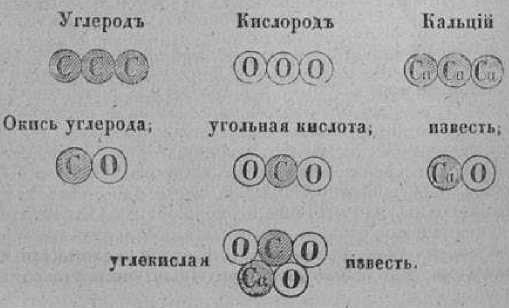 Углеродъ Кислородъ Кальцій
C C C O O O Ca Ca Ca
Окись углерода; угольная кислота; известь;
C O O C O Ca O
O C O
углекислая известь.
Ca O